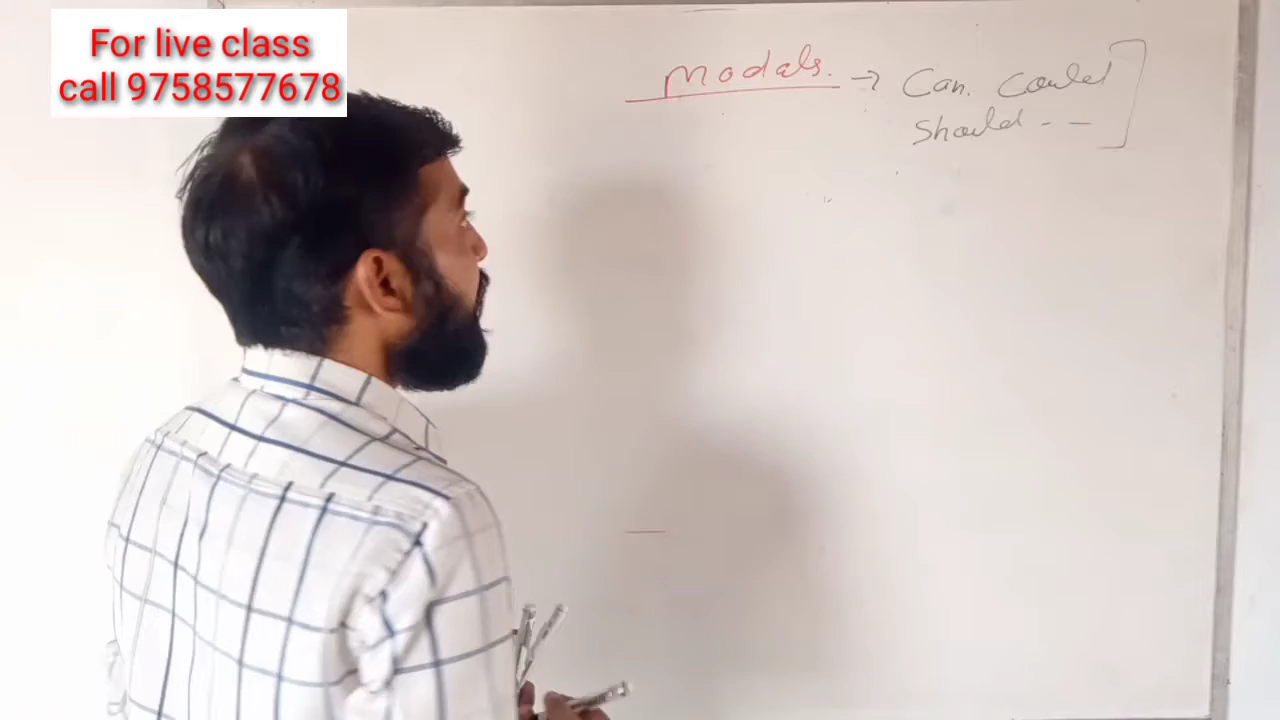 For live class
call 9758577678
Modals. → Can. Could
Should - -